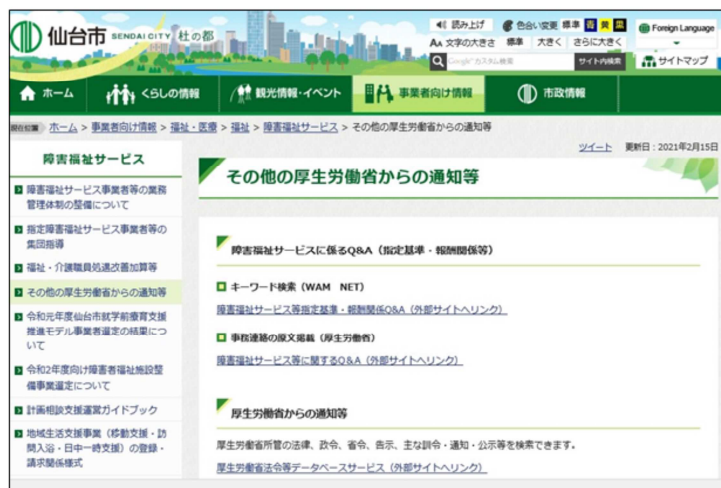 仙台市 SENDAI CITY 杜の都
読み上げ 色合い変更 標準 青 黄 黒 Foreign Language
AA 文字の大きさ 標準 大きく さらに大きく
Google カスタム検索 サイト内検索 サイトマップ
ホーム くらしの情報 観光情報・イベント 事業者向け情報 市政情報
現在位置 ホーム > 事業者向け情報 > 福祉・医療 > 福祉 > 障害福祉サービス > その他の厚生労働省からの通知等
ツイート 更新日:2021年2月15日
障害福祉サービス
障害福祉サービス事業者等の業務
管理体制の整備について
指定障害福祉サービス事業者等の
集団指導
福祉・介護職員処遇改善加算等
その他の厚生労働省からの通知等
令和元年度仙台市就学前療育支援
推進モデル事業者選定の結果につ
いて
令和2年度向け障害者福祉施設整
備事業選定について
計画相談支援運営ガイドブック
地域生活支援事業(移動支援・訪
問入浴・日中一時支援)の登録・
請求関係様式
その他の厚生労働省からの通知等
障害福祉サービスに係るQ&A(指定基準・報酬関係等)
キーワード検索(WAM NET)
障害福祉サービス等指定基準・報酬関係Q&A(外部サイトへリンク)
事務連絡の原文掲載(厚生労働省)
障害福祉サービス等に関するQ&A(外部サイトへリンク)
厚生労働省からの通知等
厚生労働省所管の法律、政令、省令、告示、主な訓令・通知・公示等を検索できます。
厚生労働省法令等データベースサービス(外部サイトへリンク)